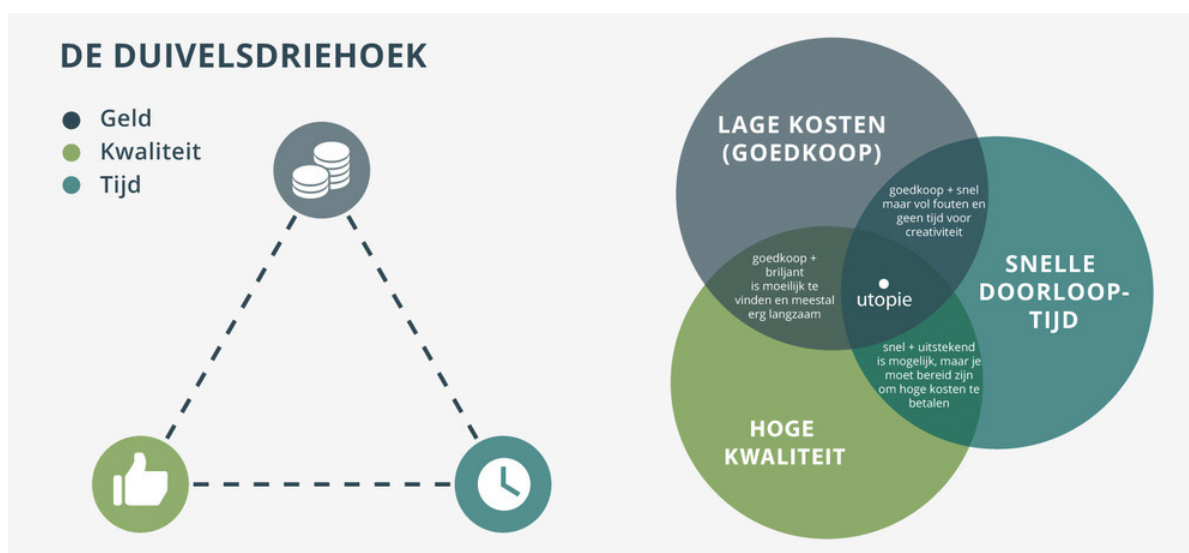 DE DUIVELSDRIEHOEK
Geld
Kwaliteit
Tijd
LAGE KOSTEN
(GOEDKOOP)
goedkoop + snel
maar vol fouten en
geen tijd voor
creativiteit
goedkoop +
briljant
is moeilijk te
vinden en meestal
erg langzaam
utopie
SNELLE
DOORLOOP-
TIJD
snel + uitstekend
is mogelijk, maar je
moet bereid zijn
om hoge kosten te
betalen
HOGE
KWALITEIT